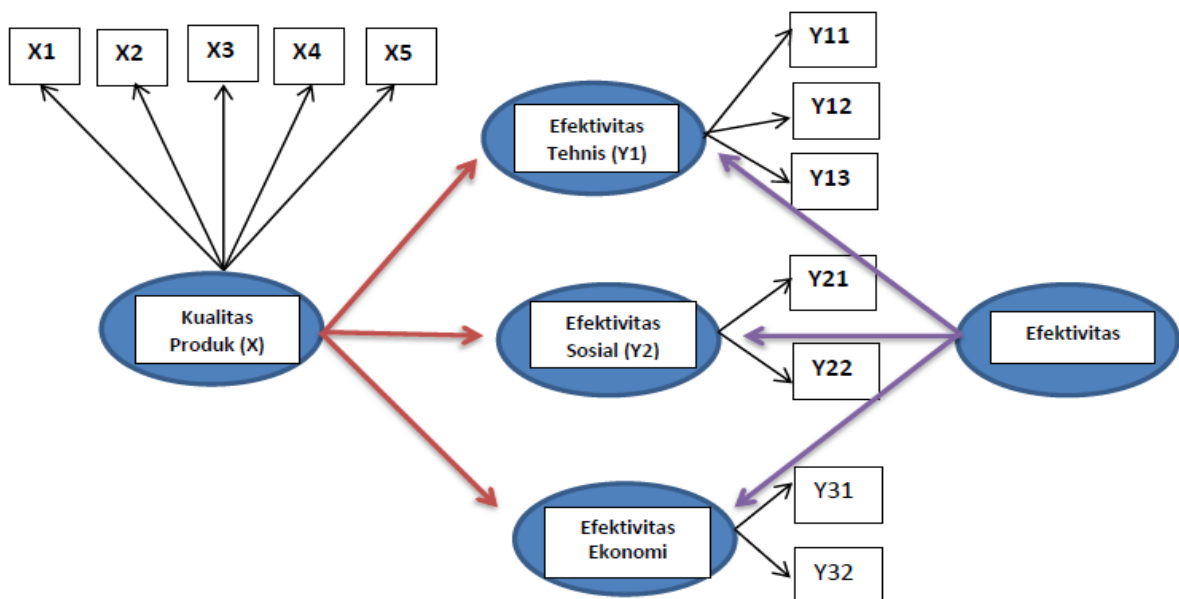 X1
X2
X3
X4
X5
Y11
Y12
Y13
Efektivitas
Tehnis (Y1)
Kualitas
Produk (X)
Efektivitas
Sosial (Y2)
Y21
Y22
Efektivitas
Efektivitas
Ekonomi
Y31
Y32